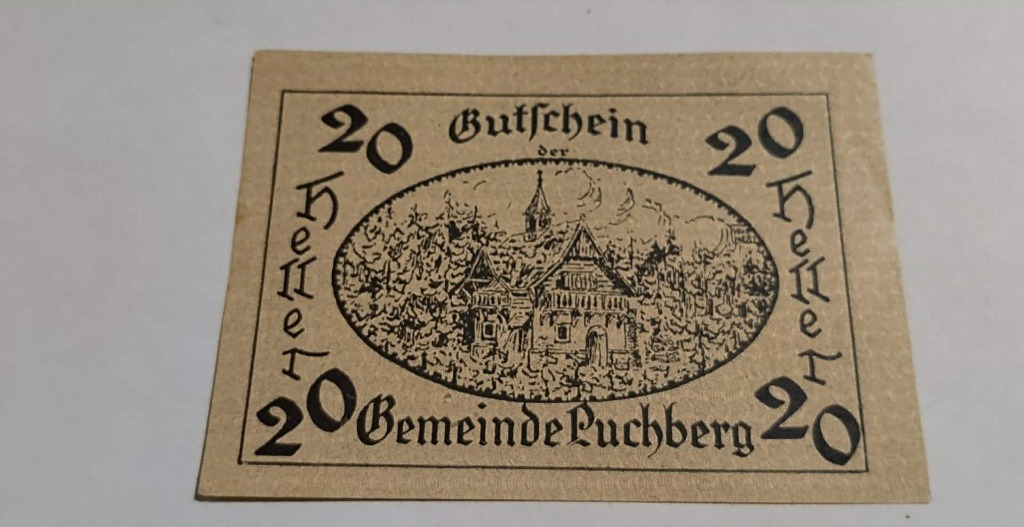 20 Gutschein 20
der
Heller Heller
20 Gemeinde Puchberg 20